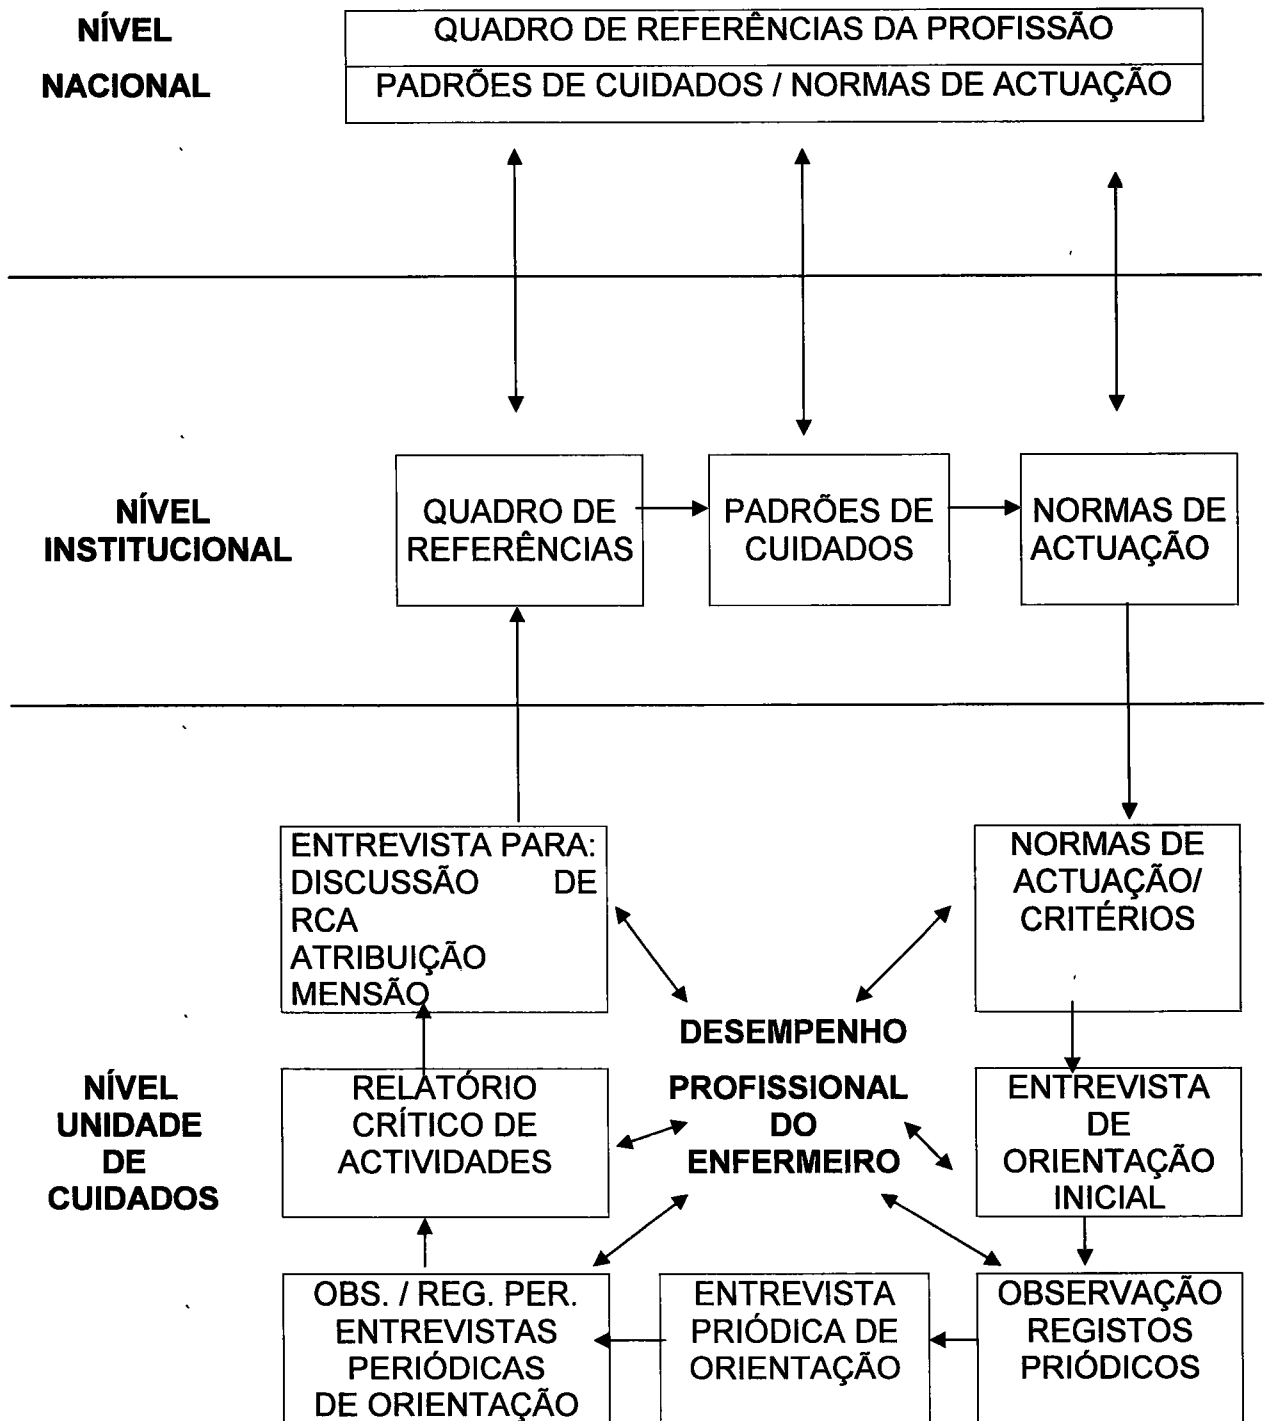 NÍVEL
NACIONAL
QUADRO DE REFERÊNCIAS DA PROFISSÃO
PADRÕES DE CUIDADOS / NORMAS DE ACTUAÇÃO
NÍVEL
INSTITUCIONAL
QUADRO DE
REFERÊNCIAS
PADRÕES DE
CUIDADOS
NORMAS DE
ACTUAÇÃO
NÍVEL
UNIDADE
DE
CUIDADOS
ENTREVISTA PARA:
DISCUSSÃO DE
RCA
ATRIBUIÇÃO
MENSÃO
NORMAS DE
ACTUAÇÃO/
CRITÉRIOS
DESEMPENHO
PROFISSIONAL
DO
ENFERMEIRO
RELATÓRIO
CRÍTICO DE
ACTIVIDADES
ENTREVISTA
DE
ORIENTAÇÃO
INICIAL
OBS. / REG. PER.
ENTREVISTAS
PERIÓDICAS
DE ORIENTAÇÃO
ENTREVISTA
PRIÓDICA DE
ORIENTAÇÃO
OBSERVAÇÃO
REGISTOS
PRIÓDICOS